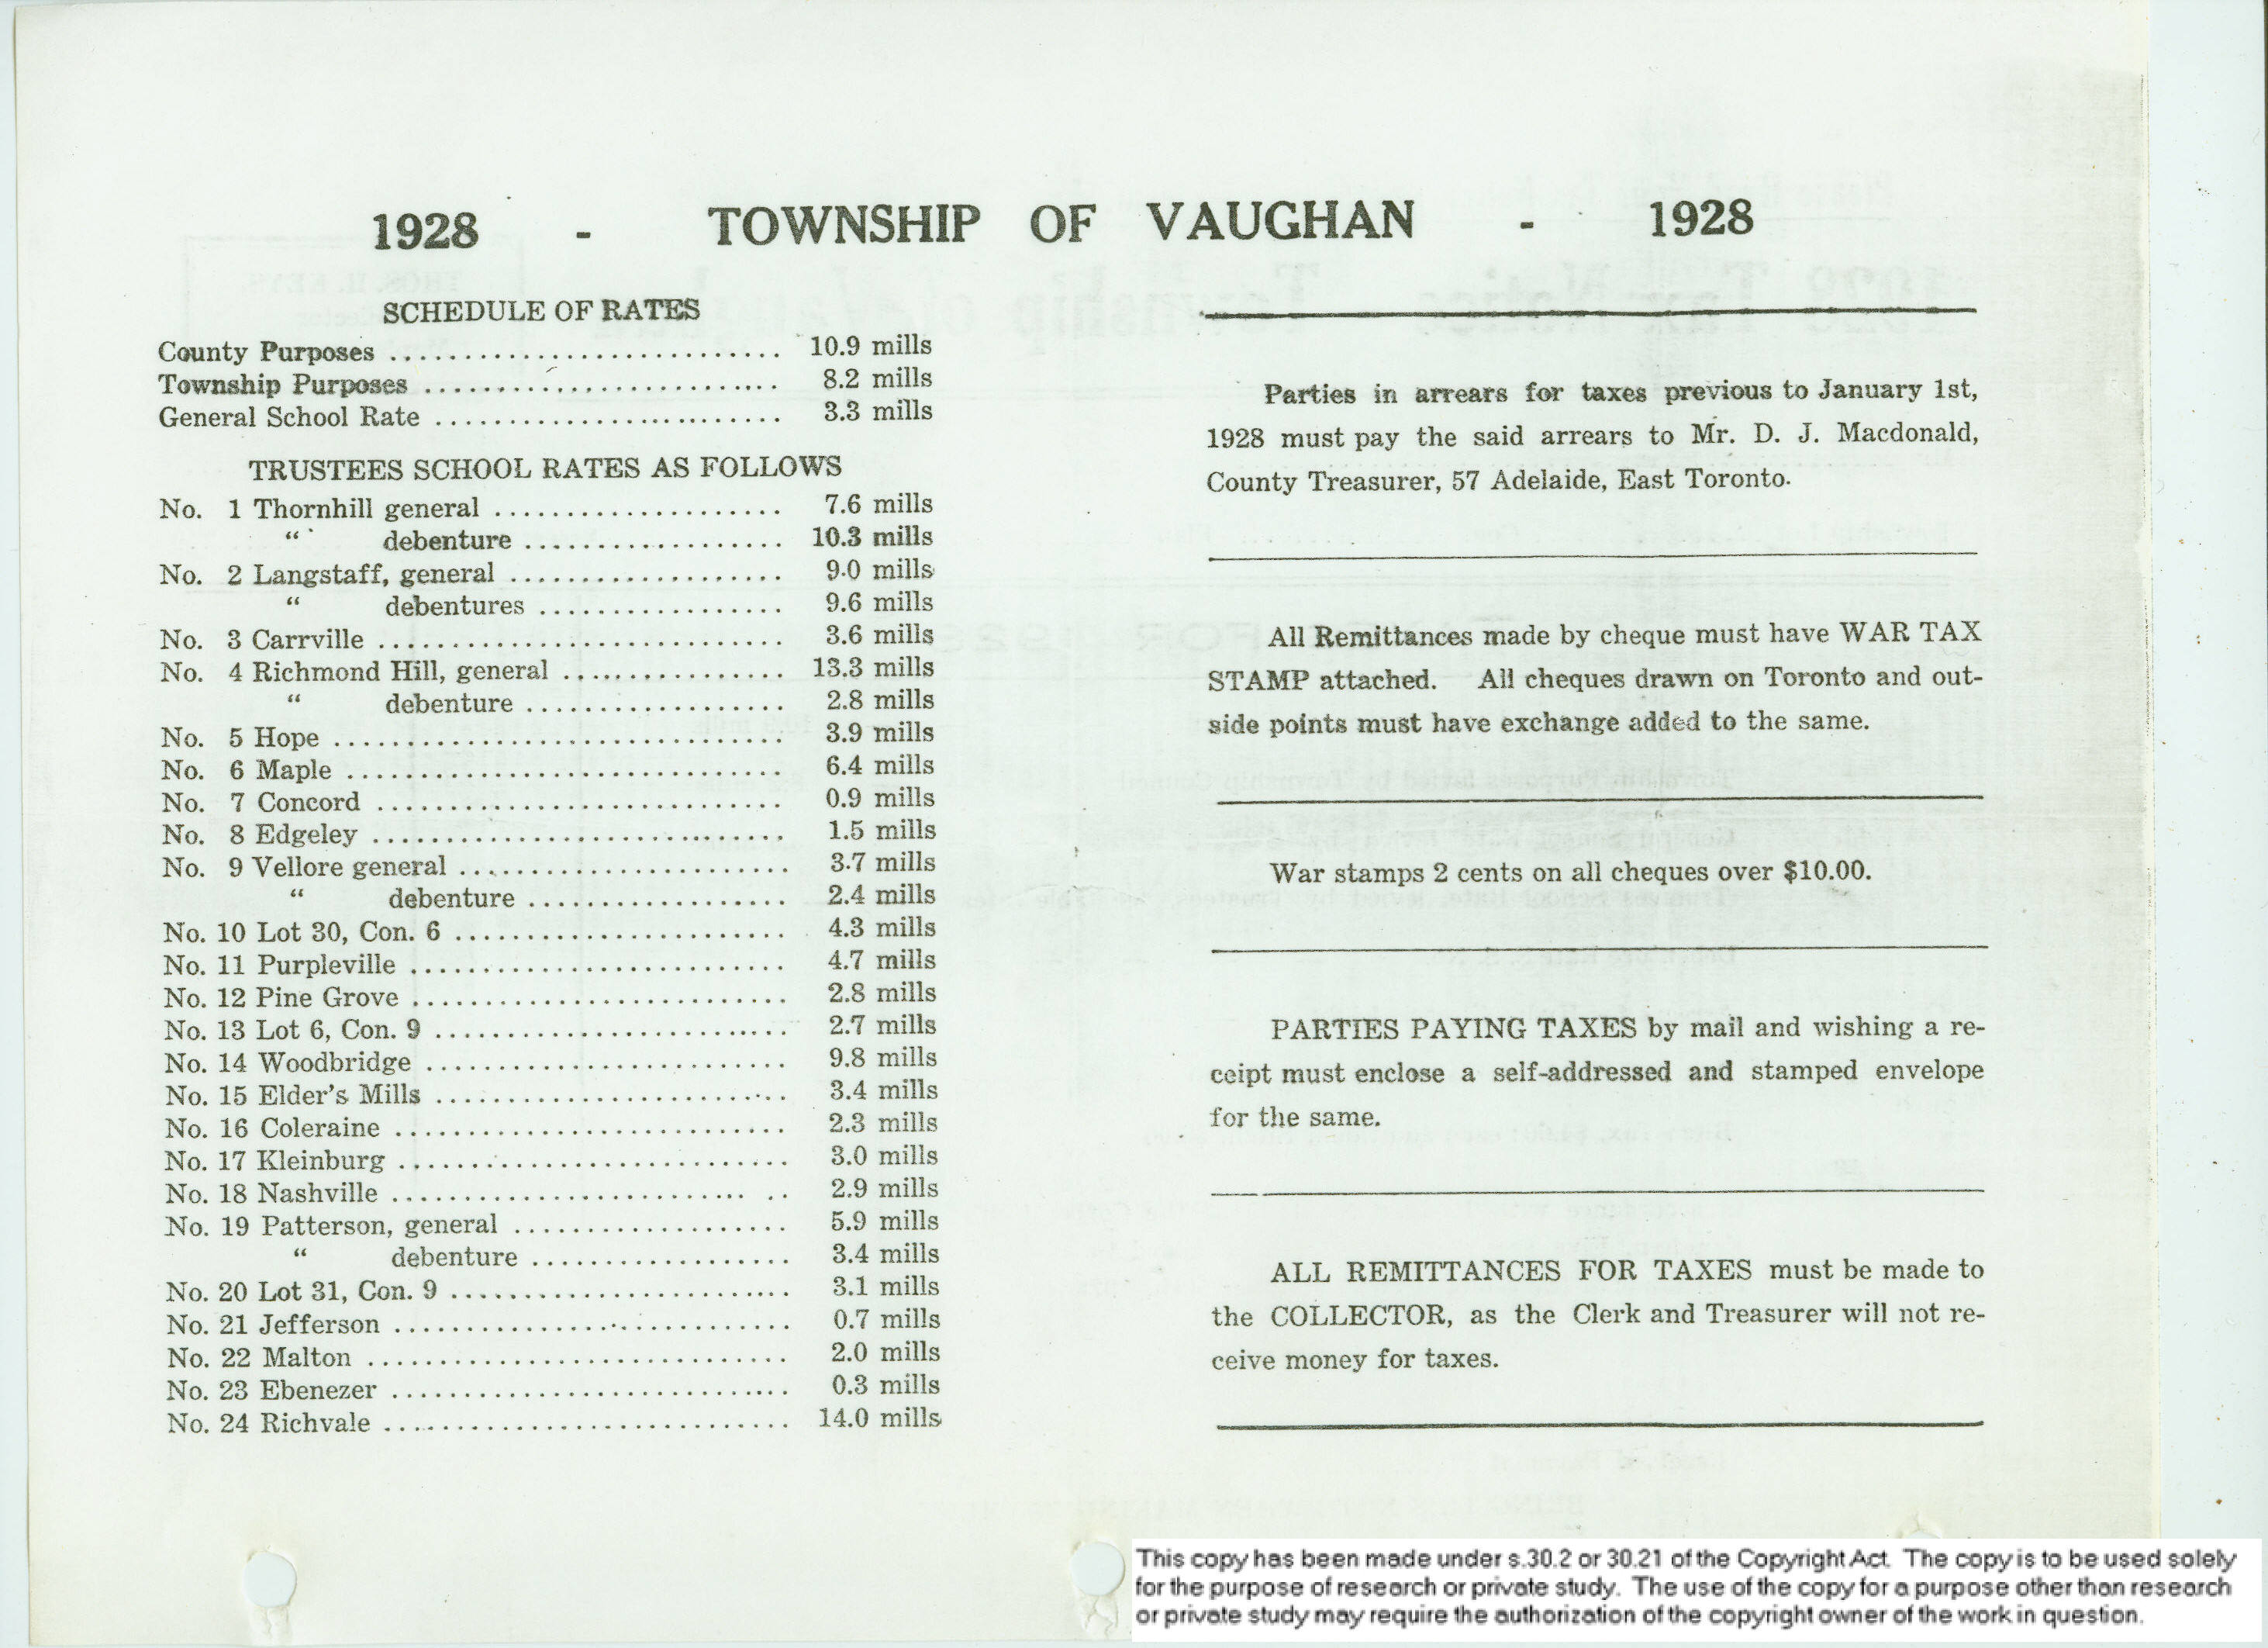 1928 - TOWNSHIP OF VAUGHAN - 1928
SCHEDULE OF RATES
County Purposes ........................... 10.9 mills
Township Purposes ........................ 8.2 mills
General School Rate ........................ 3.3 mills
TRUSTEES SCHOOL RATES AS FOLLOWS
No. 1 Thornhill general .................... 7.6 mills
“ debenture .................. 10.3 mills
No. 2 Langstaff, general ................... 9.0 mills
“ debentures ................. 9.6 mills
No. 3 Carrville ............................ 3.6 mills
No. 4 Richmond Hill, general ................ 13.3 mills
“ debenture .................. 2.8 mills
No. 5 Hope ............................... 3.9 mills
No. 6 Maple .............................. 6.4 mills
No. 7 Concord ............................ 0.9 mills
No. 8 Edgeley ............................. 1.5 mills
No. 9 Vellore general ....................... 3.7 mills
“ debenture .................. 2.4 mills
No. 10 Lot 30, Con. 6 ....................... 4.3 mills
No. 11 Purpleville .......................... 4.7 mills
No. 12 Pine Grove .......................... 2.8 mills
No. 13 Lot 6, Con. 9 ......................... 2.7 mills
No. 14 Woodbridge ......................... 9.8 mills
No. 15 Elder's Mills ......................... 3.4 mills
No. 16 Coleraine ........................... 2.3 mills
No. 17 Kleinburg ........................... 3.0 mills
No. 18 Nashville ......................... .. 2.9 mills
No. 19 Patterson, general ................... 5.9 mills
“ debenture .................. 3.4 mills
No. 20 Lot 31, Con. 9 ........................ 3.1 mills
No. 21 Jefferson ............................ 0.7 mills
No. 22 Malton ............................. 2.0 mills
No. 23 Ebenezer ............................ 0.3 mills
No. 24 Richvale ............................ 14.0 mills
Parties in arrears for taxes previous to January 1st,
1928 must pay the said arrears to Mr. D. J. Macdonald,
County Treasurer, 57 Adelaide, East Toronto.
All Remittances made by cheque must have WAR TAX
STAMP attached. All cheques drawn on Toronto and out-
side points must have exchange added to the same.
War stamps 2 cents on all cheques over $10.00.
PARTIES PAYING TAXES by mail and wishing a re-
ceipt must enclose a self-addressed and stamped envelope
for the same.
ALL REMITTANCES FOR TAXES must be made to
the COLLECTOR, as the Clerk and Treasurer will not re-
ceive money for taxes.
This copy has been made under s.30.2 or 30.21 of the Copyright Act. The copy is to be used solely
for the purpose of research or private study. The use of the copy for a purpose other than research
or private study may require the authorization of the copyright owner of the work in question.